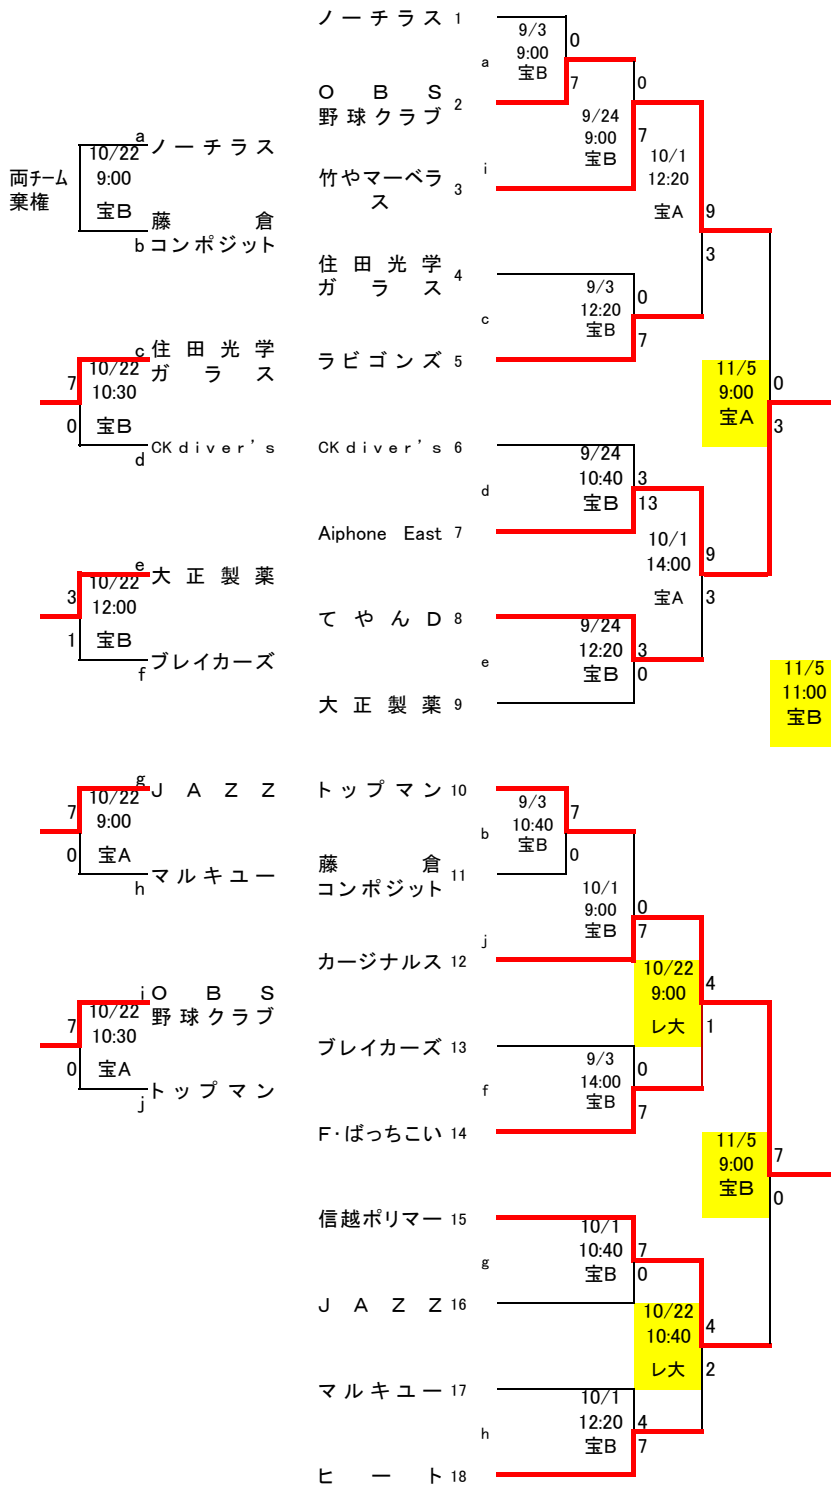 両チーム
棄権
a
ノーチラス
10/22
9:00
宝B
藤 倉
コンポジット
b
c
住田光学
ガラス
10/22
10:30
宝B
7
0
CKdiver's
d
e
大正製薬
10/22
12:00
宝B
3
1
ブレイカーズ
f
g
JAZZ
10/22
9:00
宝A
7
0
マルキユー
h
i
OBS
野球クラブ
10/22
10:30
宝A
7
0
トップマン
j
ノーチラス 1
a
9/3
9:00
宝B
0
7
OBS
野球クラブ 2
9/24
9:00
宝B
0
7
i
竹やマーベラ
ス 3
10/1
12:20
宝A
9
3
住田光学
ガラス 4
c
9/3
12:20
宝B
0
7
ラビゴンズ 5
11/5
9:00
宝A
0
3
CKdiver's 6
d
9/24
10:40
宝B
3
13
Aiphone East 7
10/1
14:00
宝A
9
3
てやんD 8
e
9/24
12:20
宝B
3
0
大正製薬 9
11/5
11:00
宝B
トップマン 10
b
9/3
10:40
宝B
7
0
藤 倉
コンポジット 11
10/1
9:00
宝B
0
7
j
カージナルス 12
10/22
9:00
レ大
4
1
ブレイカーズ 13
f
9/3
14:00
宝B
0
7
F・ばっちこい 14
11/5
9:00
宝B
7
0
信越ポリマー 15
g
10/1
10:40
宝B
7
0
JAZZ 16
10/22
10:40
レ大
4
2
マルキユー 17
h
10/1
12:20
宝B
4
7
ヒート 18